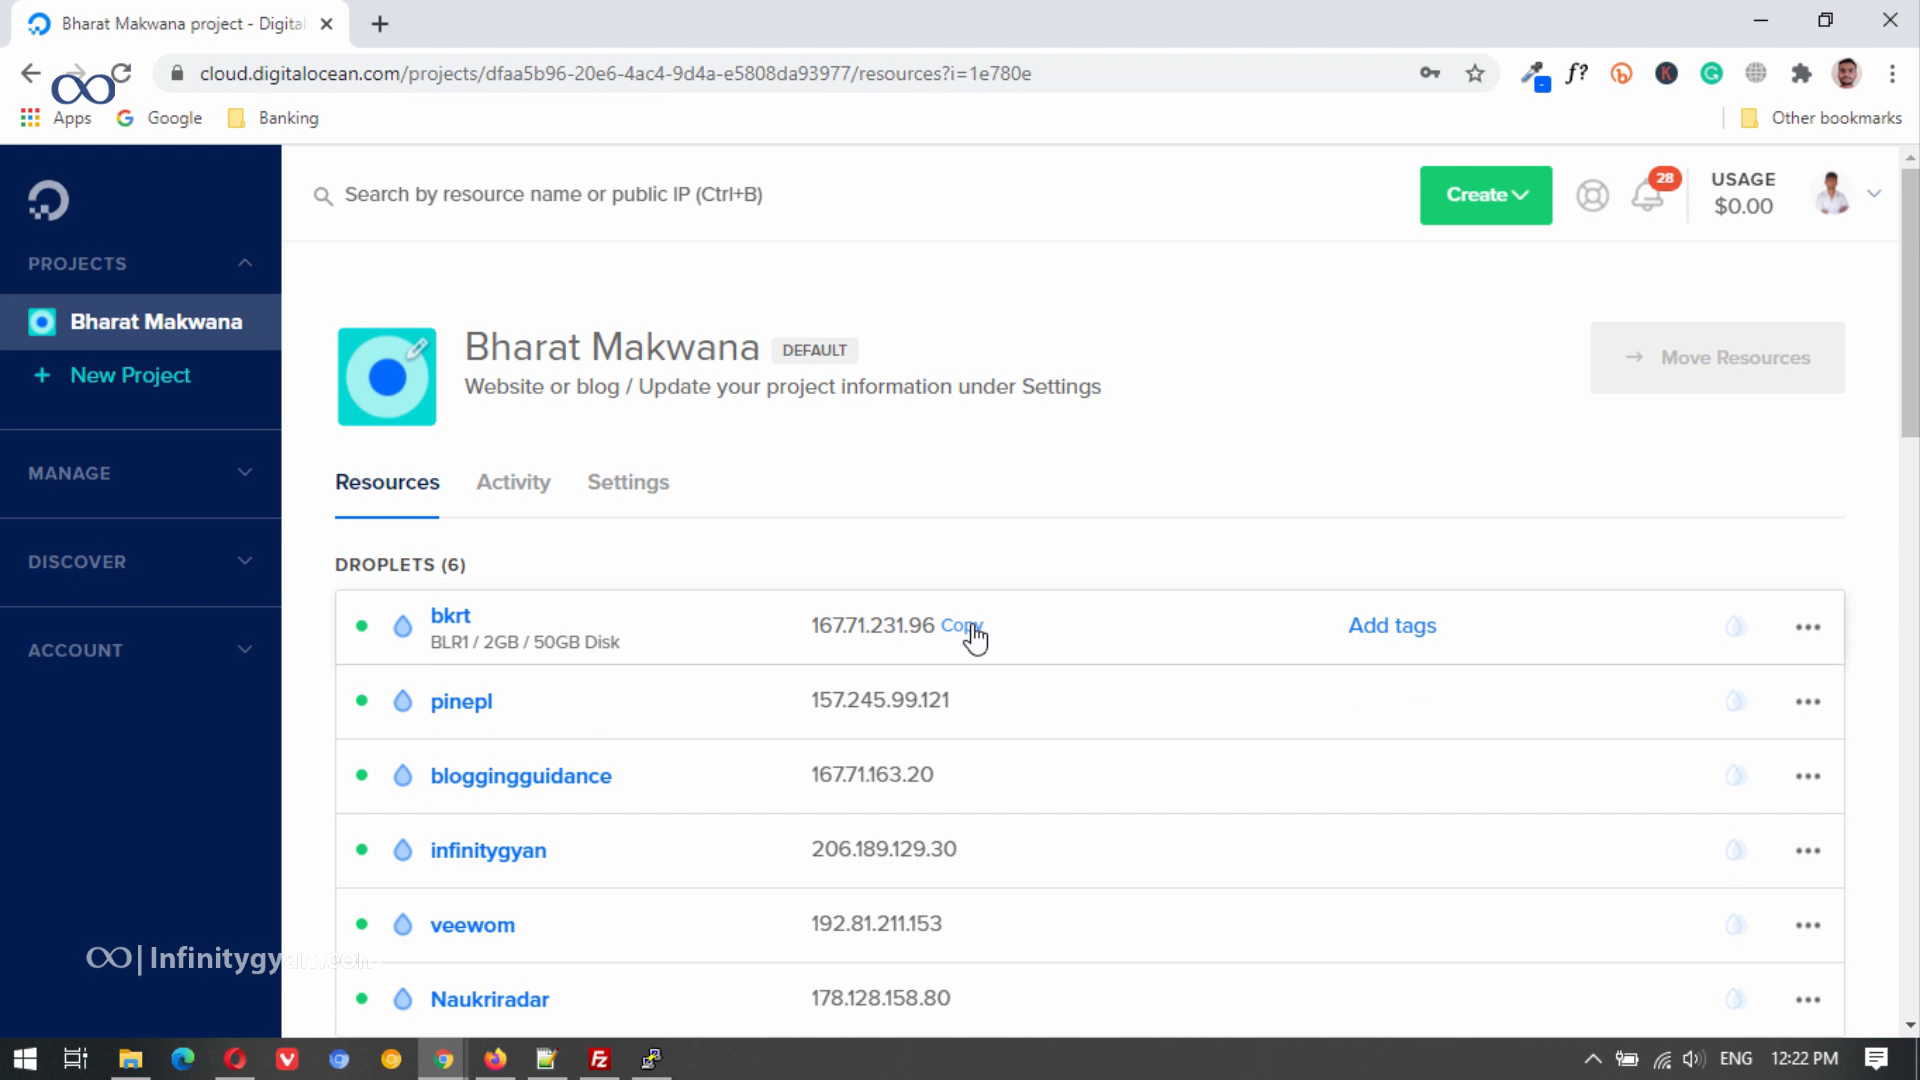 Bharat Makwana project - Digital
cloud.digitalocean.com/projects/dfaa5b96-20e6-4ac4-9d4a-e5808da93977/resources?i=1e780e
f?
Apps
Google
Banking
Other bookmarks
Search by resource name or public IP (Ctrl+B)
Create
28
USAGE
$0.00
PROJECTS
Bharat Makwana
+ New Project
MANAGE
DISCOVER
ACCOUNT
Bharat Makwana DEFAULT
Website or blog / Update your project information under Settings
→ Move Resources
Resources
Activity
Settings
DROPLETS (6)
bkrt
BLR1 / 2GB / 50GB Disk
167.71.231.96 Copy
Add tags
pinepl
157.245.99.121
bloggingguidance
167.71.163.20
infinitygyan
206.189.129.30
veewom
192.81.211.153
Naukriradar
178.128.158.80
| Infinitygyan.com
ENG
12:22 PM